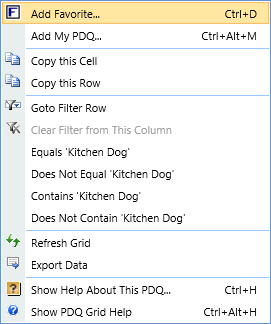 Add Favorite... Ctrl+D
Add My PDQ... Ctrl+Alt+M
Copy this Cell
Copy this Row
Goto Filter Row
Clear Filter from This Column
Equals 'Kitchen Dog'
Does Not Equal 'Kitchen Dog'
Contains 'Kitchen Dog'
Does Not Contain 'Kitchen Dog'
Refresh Grid
Export Data
Show Help About This PDQ... Ctrl+H
Show PDQ Grid Help Ctrl+Alt+H